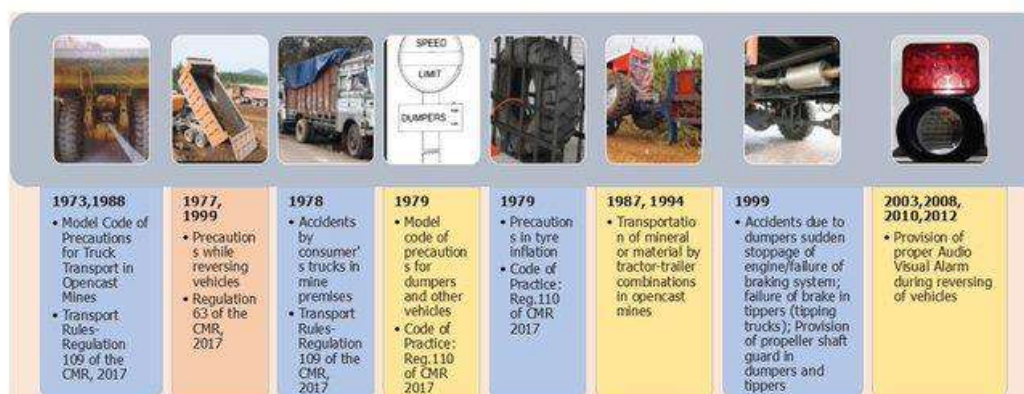 SPEED
LIMIT
DUMPERS
1973,1988
• Model Code of
Precautions
for Truck
Transport in
Opencast
Mines
• Transport
Rules-
Regulation
109 of the
CMR, 2017
1977,
1999
• Precaution
s while
reversing
vehicles
• Regulation
63 of the
CMR,
2017
1978
• Accidents
by
consumer'
s trucks in
mine
premises
• Transport
Rules-
Regulation
109 of the
CMR,
2017
1979
• Model
code of
precaution
s for
dumpers
and other
vehicles
• Code of
Practice:
Reg.110
of CMR
2017
1979
• Precaution
s in tyre
inflation
• Code of
Practice:
Reg.110
of CMR
2017
1987, 1994
• Transportatio
n of mineral
or material by
tractor-trailer
combinations
in opencast
mines
1999
• Accidents due to
dumpers sudden
stoppage of
engine/failure of
braking system;
failure of brake in
tippers (tipping
trucks); Provision
of propeller shaft
guard in
dumpers and
tippers
2003,2008,
2010,2012
• Provision of
proper Audio
Visual Alarm
during reversing
of vehicles